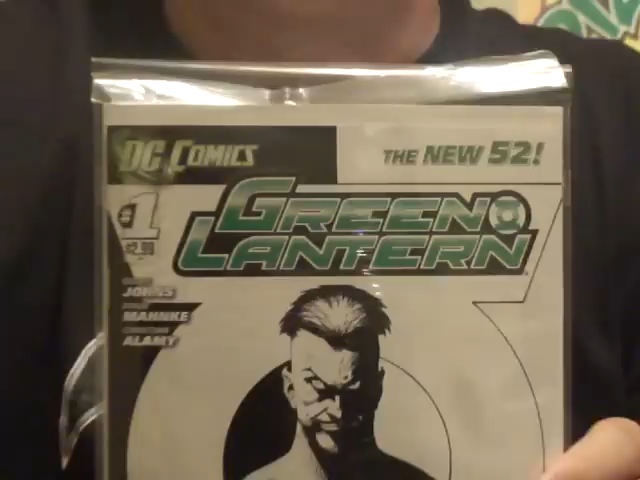 DC COMICS
THE NEW 52!
#1
$2.99
GREEN
LANTERN
JOHNS
MAHNKE
ALAMY